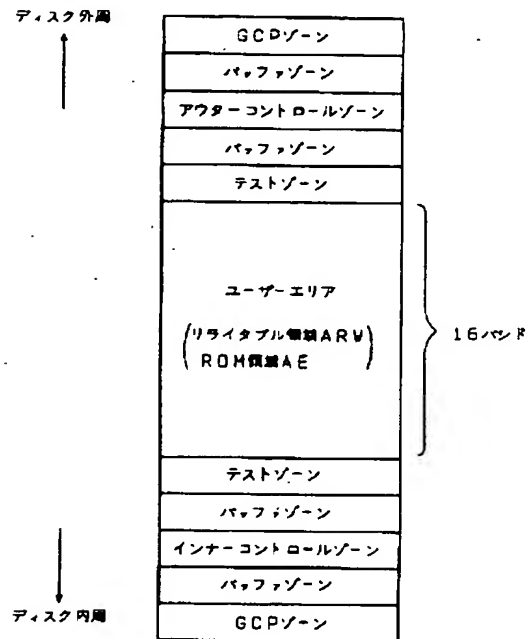 ディスク外周
GCPゾーン
バッファゾーン
アウターコントロールゾーン
バッファゾーン
テストゾーン
ユーザーエリア
(リライタブル領域ARW
ROM領域AE)
16バンド
テストゾーン
バッファゾーン
インナーコントロールゾーン
バッファゾーン
ディスク内周
GCPゾーン